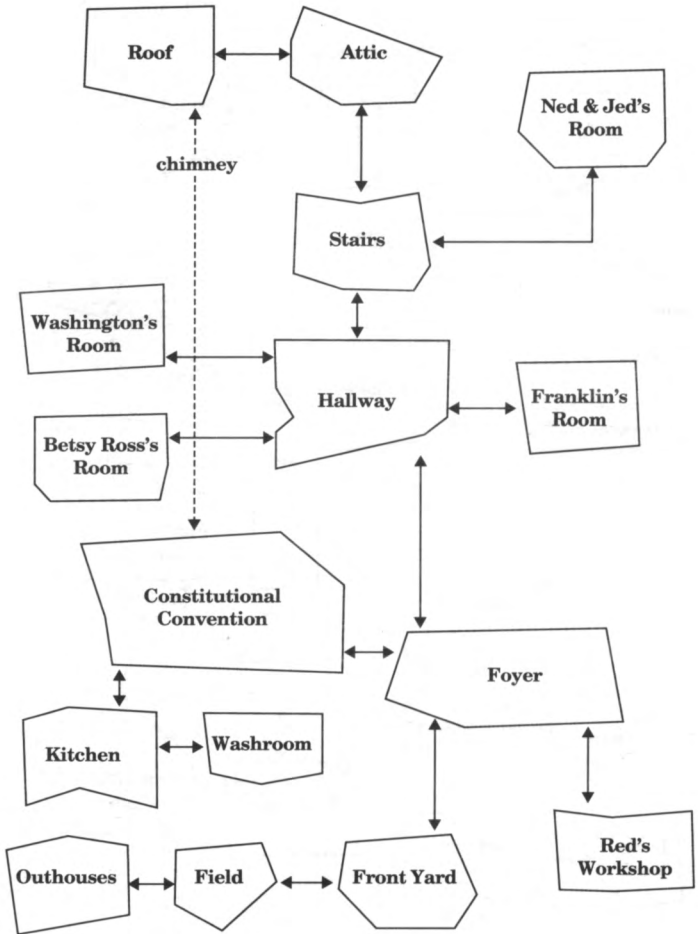 Roof
Attic
Ned & Jed's
Room
chimney
Stairs
Washington's
Room
Hallway
Franklin's
Room
Betsy Ross's
Room
Constitutional
Convention
Foyer
Kitchen
Washroom
Red's
Workshop
Outhouses
Field
Front Yard